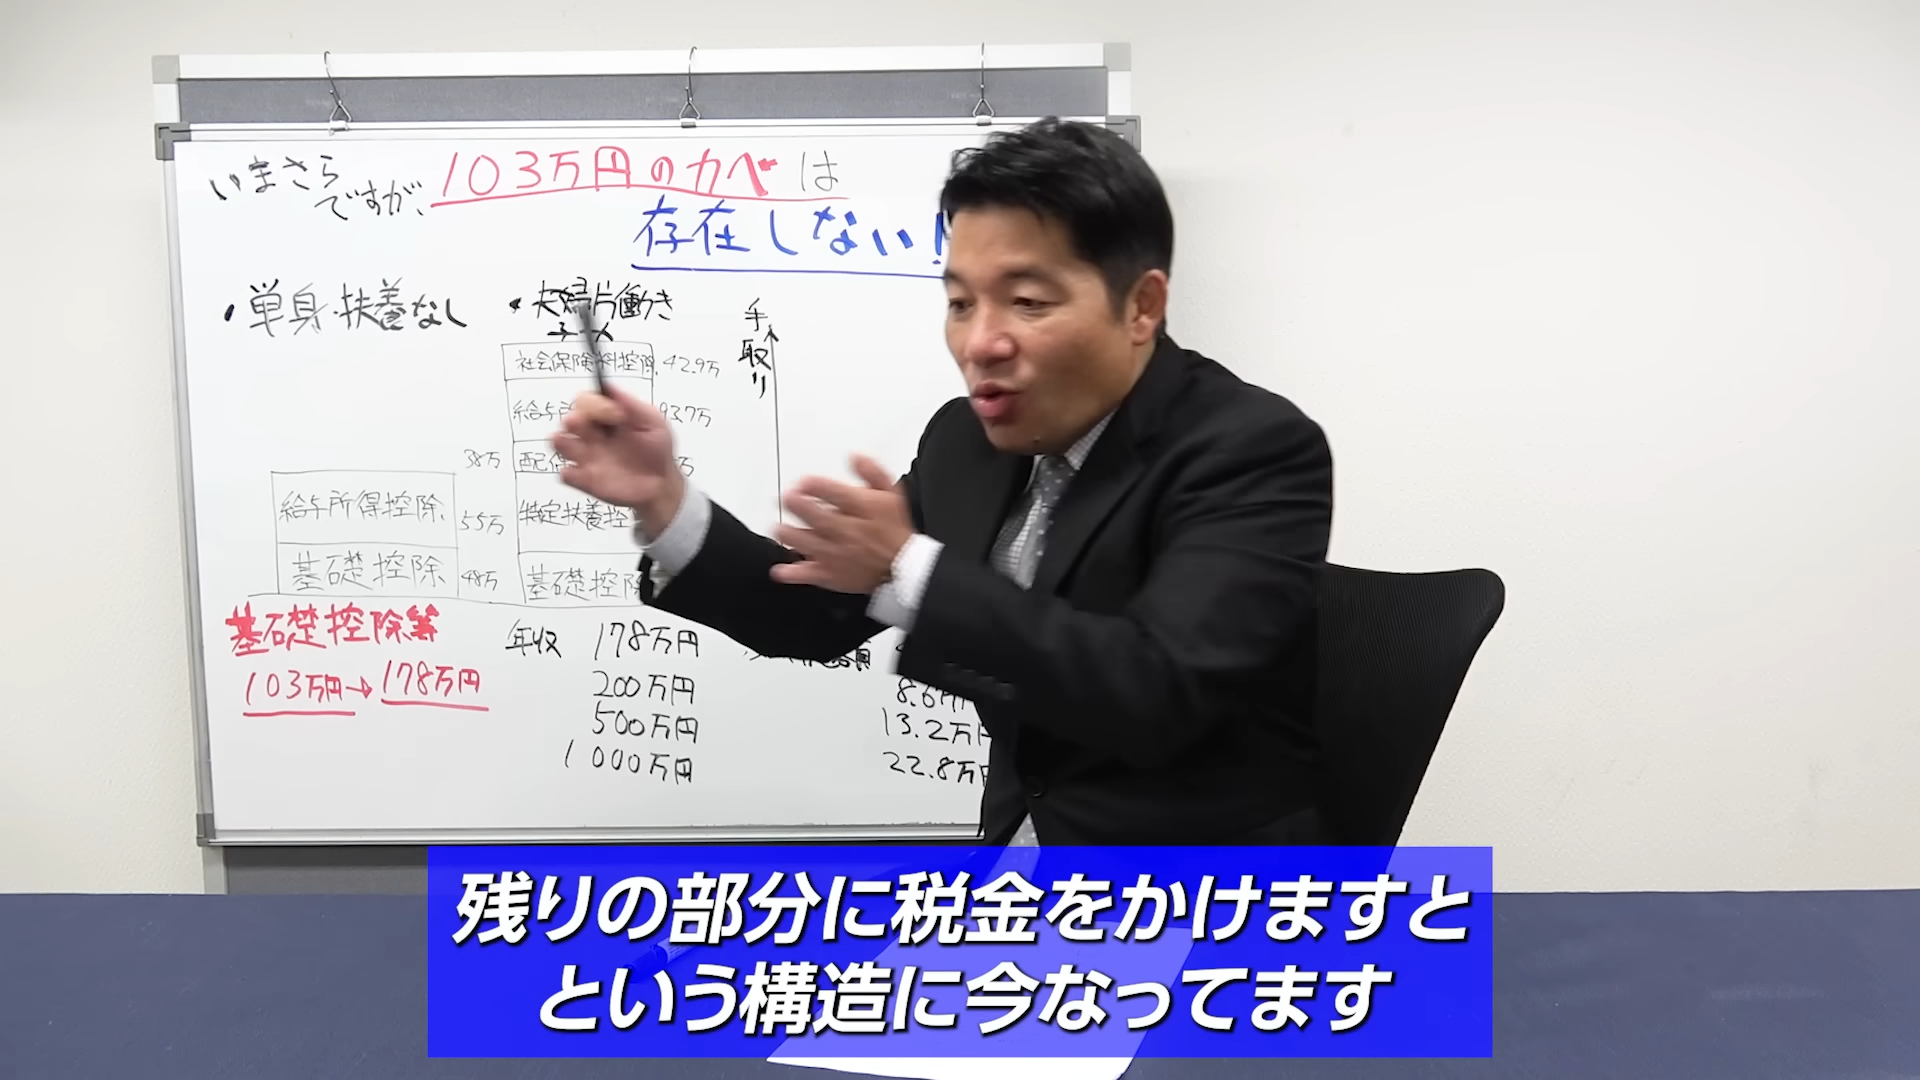 いまさら
ですが、
103万円のカベは
存在しない!
・単身・扶養なし
・夫婦片働き
手取り
社会保険料控除 42.9万
給与所 93.7万
38万
配偶
給与所得控除 55万
特定扶養控
基礎控除 48万
基礎控除
基礎控除等
103万円→178万円
年収 178万円
200万円 8.6万円
500万円 13.2万円
1000万円 22.8万円
残りの部分に税金をかけますと
という構造に今なってます